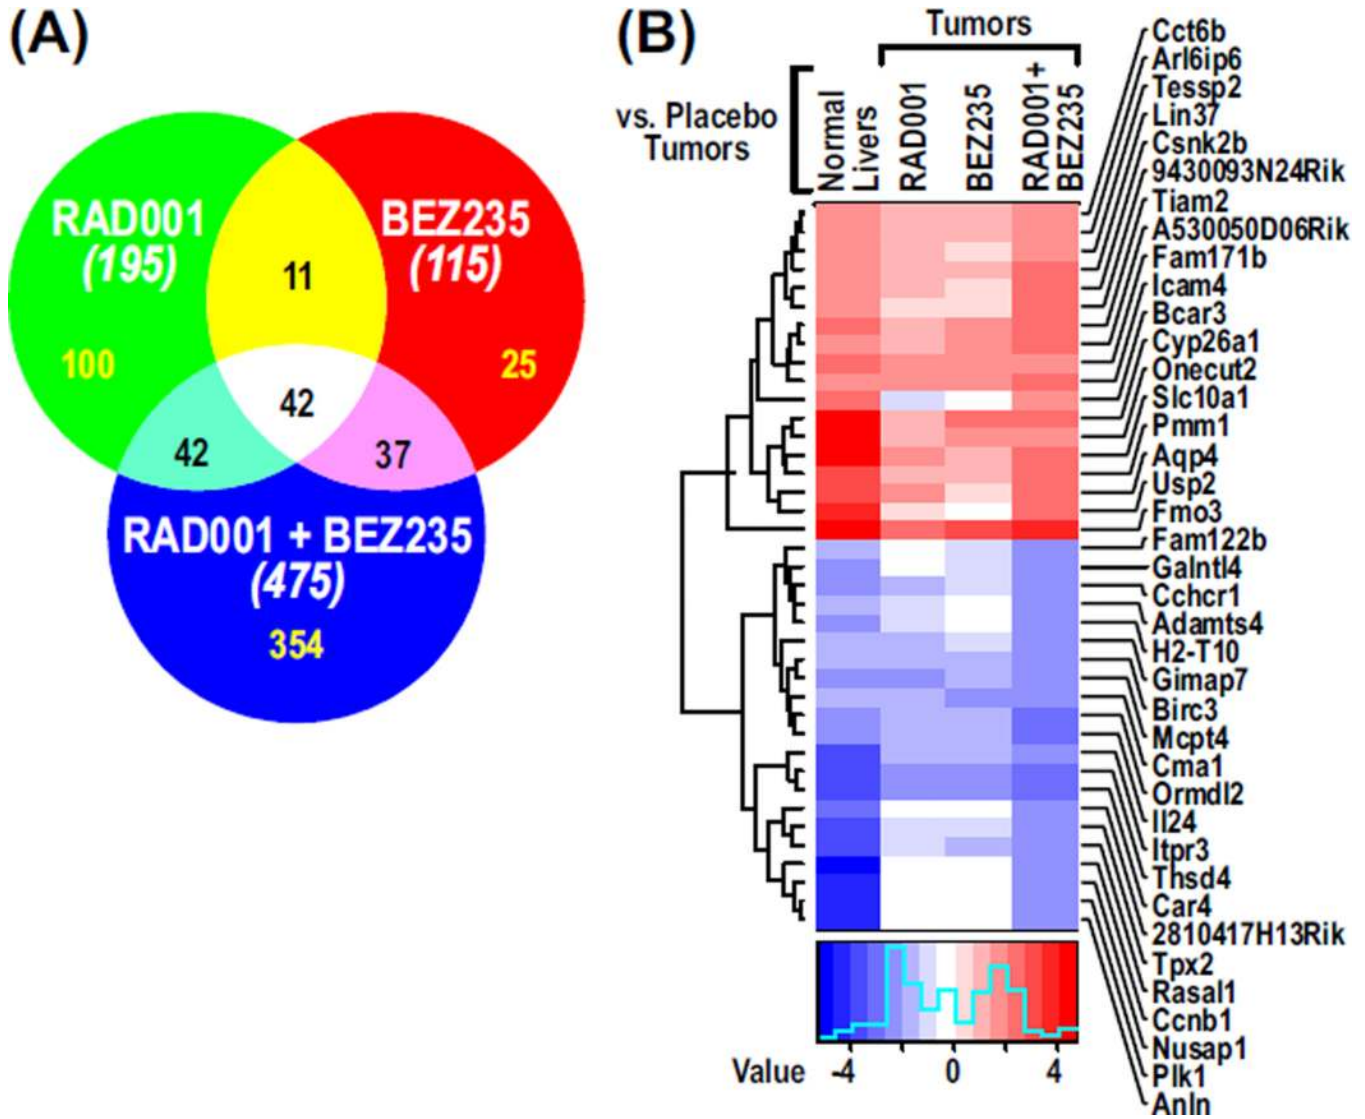 (A)
RAD001
(195)
BEZ235
(115)
11
100
25
42
42
37
RAD001 + BEZ235
(475)
354
(B)
Tumors
vs. Placebo
Tumors
Normal
Livers
RAD001
BEZ235
RAD001+
BEZ235
Cct6b
Arl6ip6
Tessp2
Lin37
Csnk2b
9430093N24Rik
Tiam2
A530050D06Rik
Fam171b
Icam4
Bcar3
Cyp26a1
Onecut2
Slc10a1
Pmm1
Aqp4
Usp2
Fmo3
Fam122b
Galntl4
Cchcr1
Adamts4
H2-T10
Gimap7
Birc3
Mcpt4
Cma1
Ormdl2
Il24
Itpr3
Thsd4
Car4
2810417H13Rik
Tpx2
Rasal1
Ccnb1
Nusap1
Plk1
Anln
Value -4 0 4